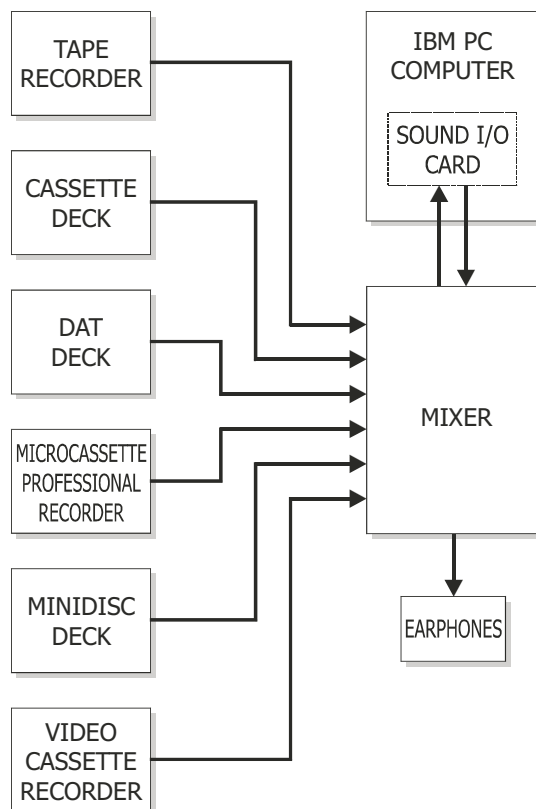 TAPE
RECORDER
CASSETTE
DECK
DAT
DECK
MICROCASSETTE
PROFESSIONAL
RECORDER
MINIDISC
DECK
VIDEO
CASSETTE
RECORDER
IBM PC
COMPUTER
SOUND I/O
CARD
MIXER
EARPHONES